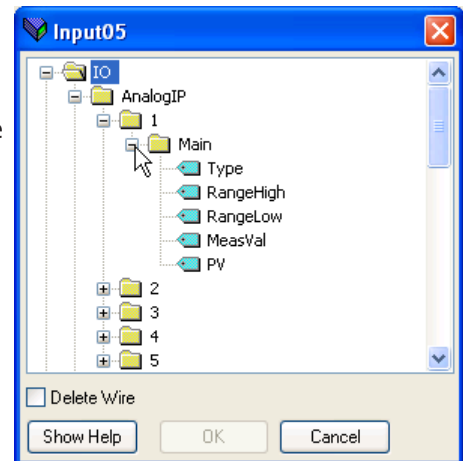 Input05
IO
AnalogIP
1
Main
Type
RangeHigh
RangeLow
MeasVal
PV
2
3
4
5
Delete Wire
Show Help OK Cancel